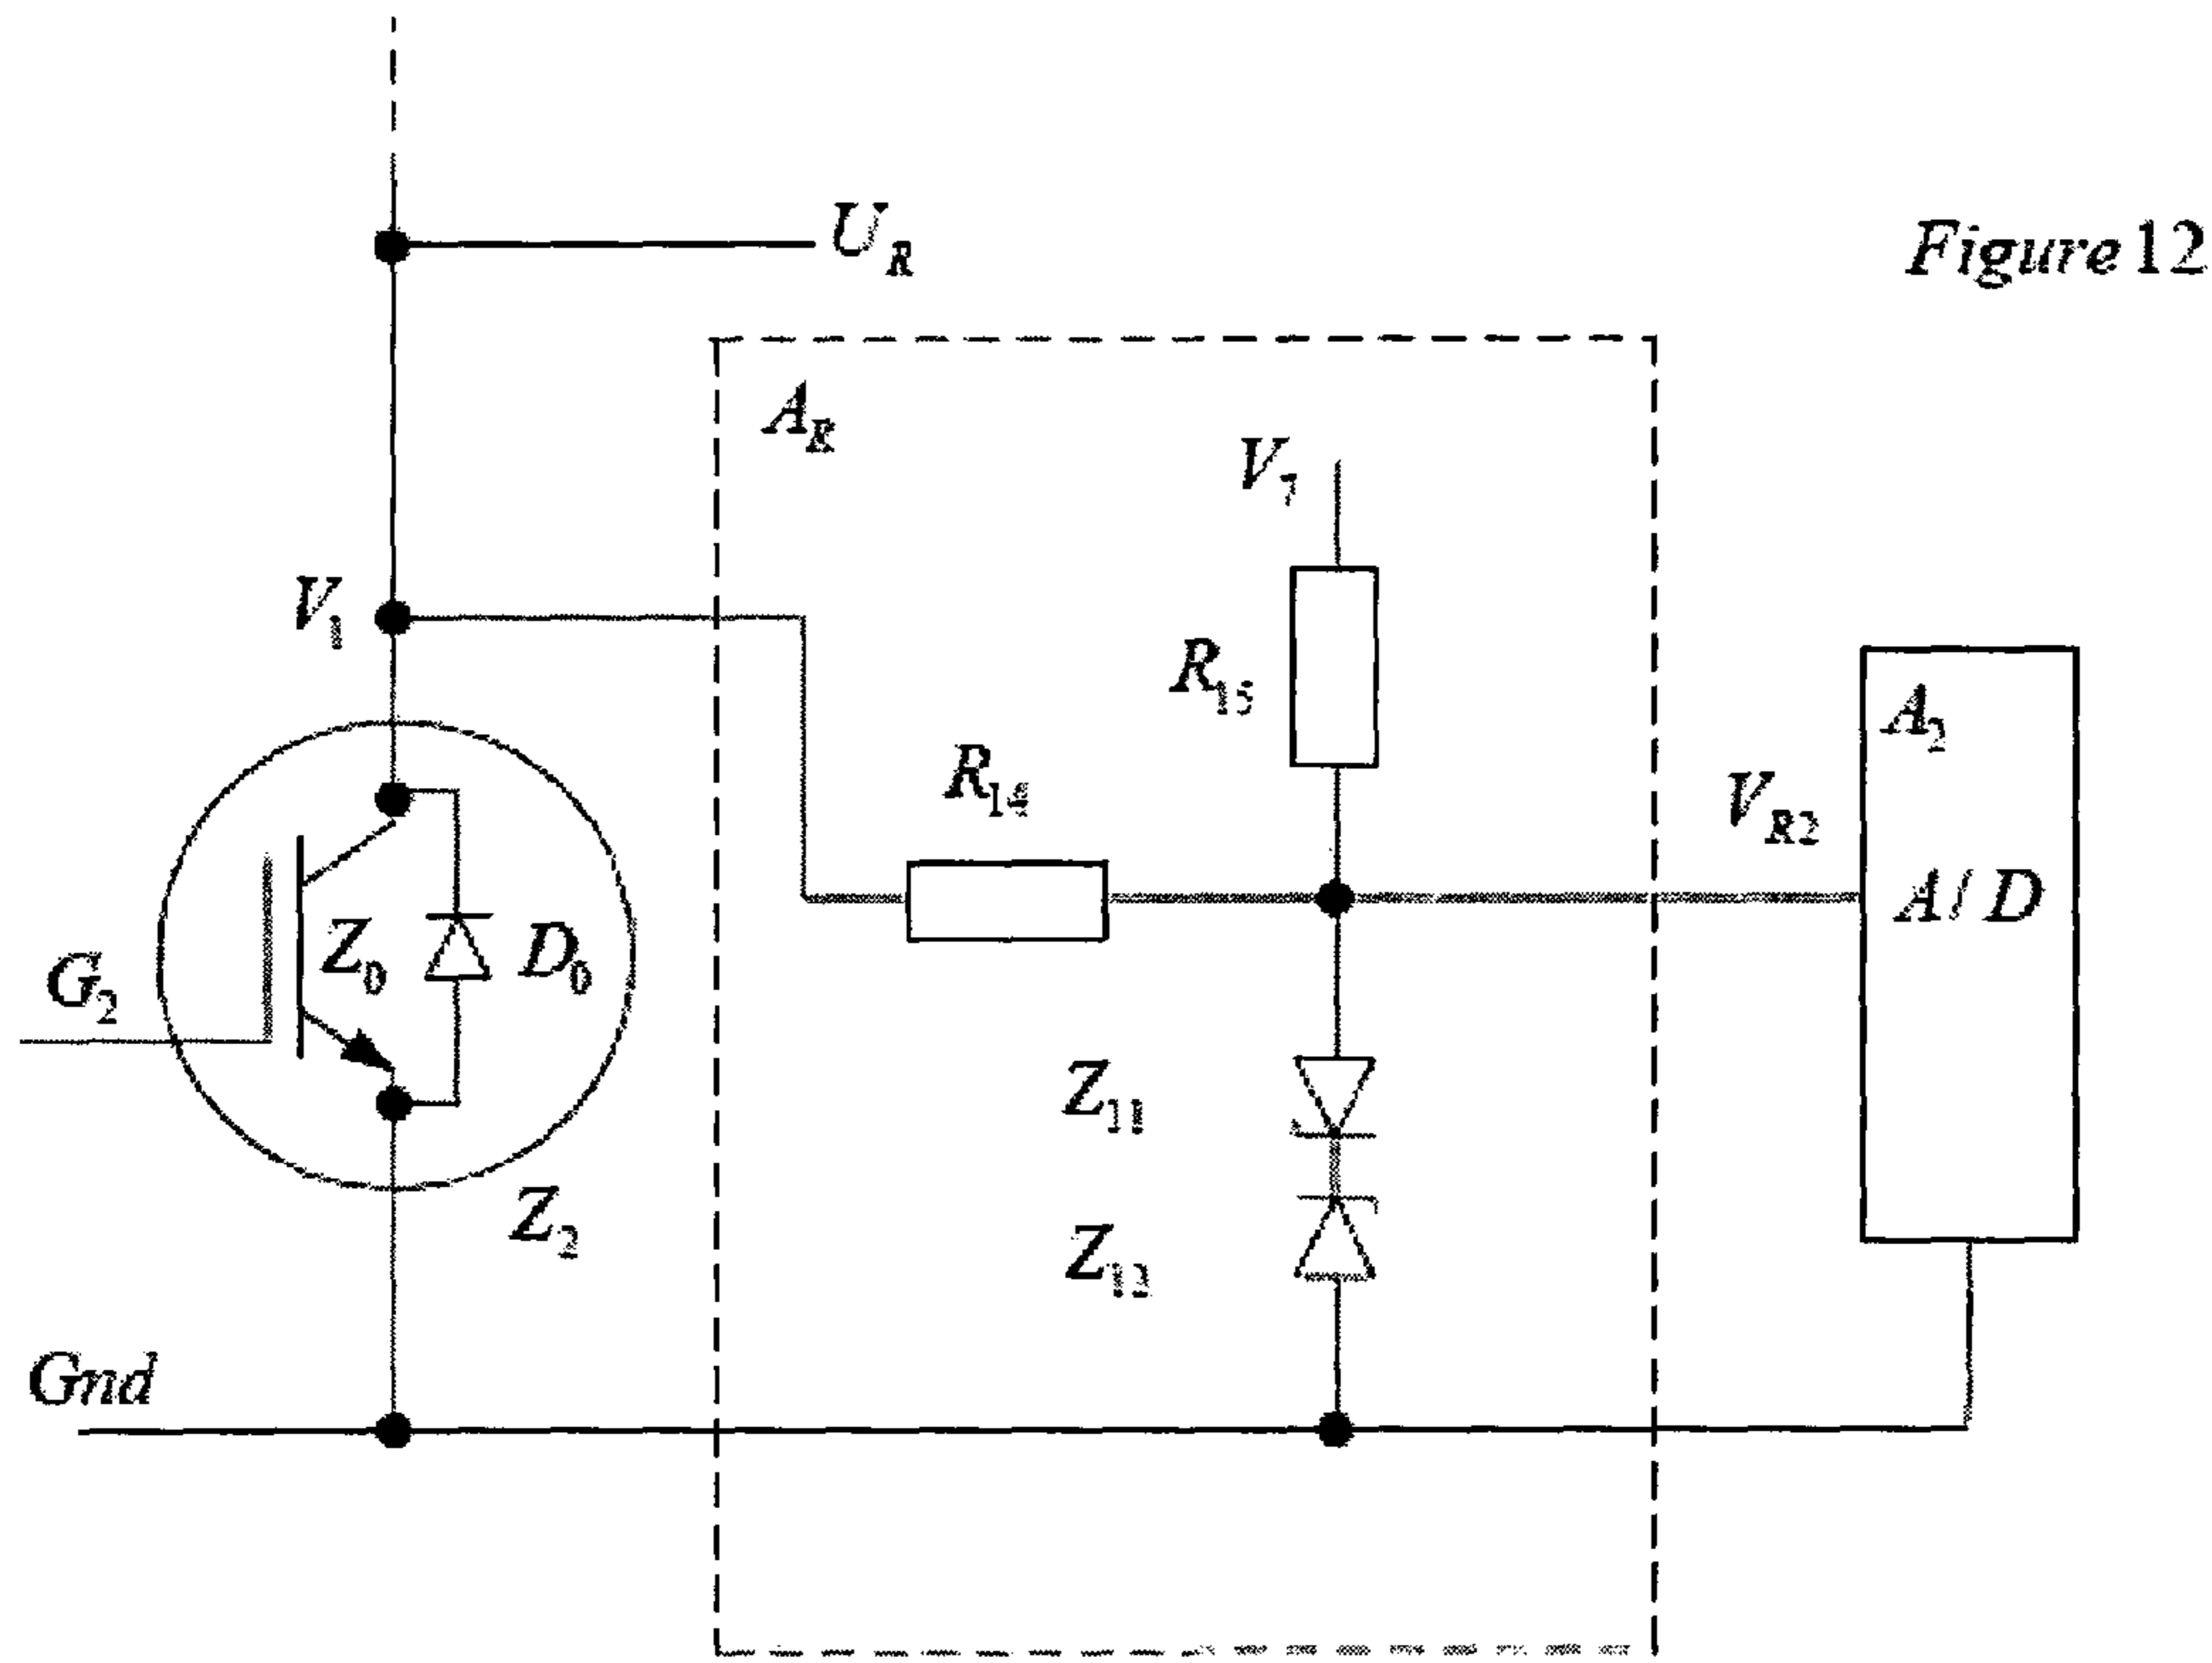 U_R
Figure 12
A_R
V_7
V_1
R_15
A_2
R_14
V_R2
A/D
Z_0
D_0
G_2
Z_11
Z_2
Z_12
Gnd